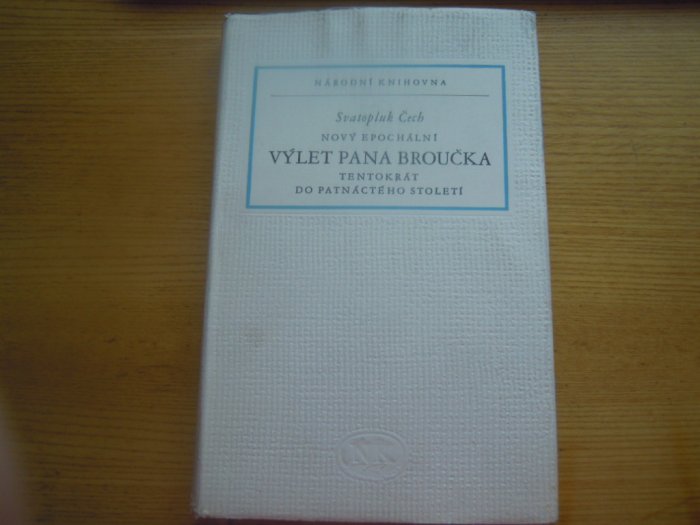 NÁRODNÍ KNIHOVNA
Svatopluk Čech
NOVÝ EPOCHÁLNÍ
VÝLET PANA BROUČKA
TENTOKRÁT
DO PATNÁCTÉHO STOLETÍ